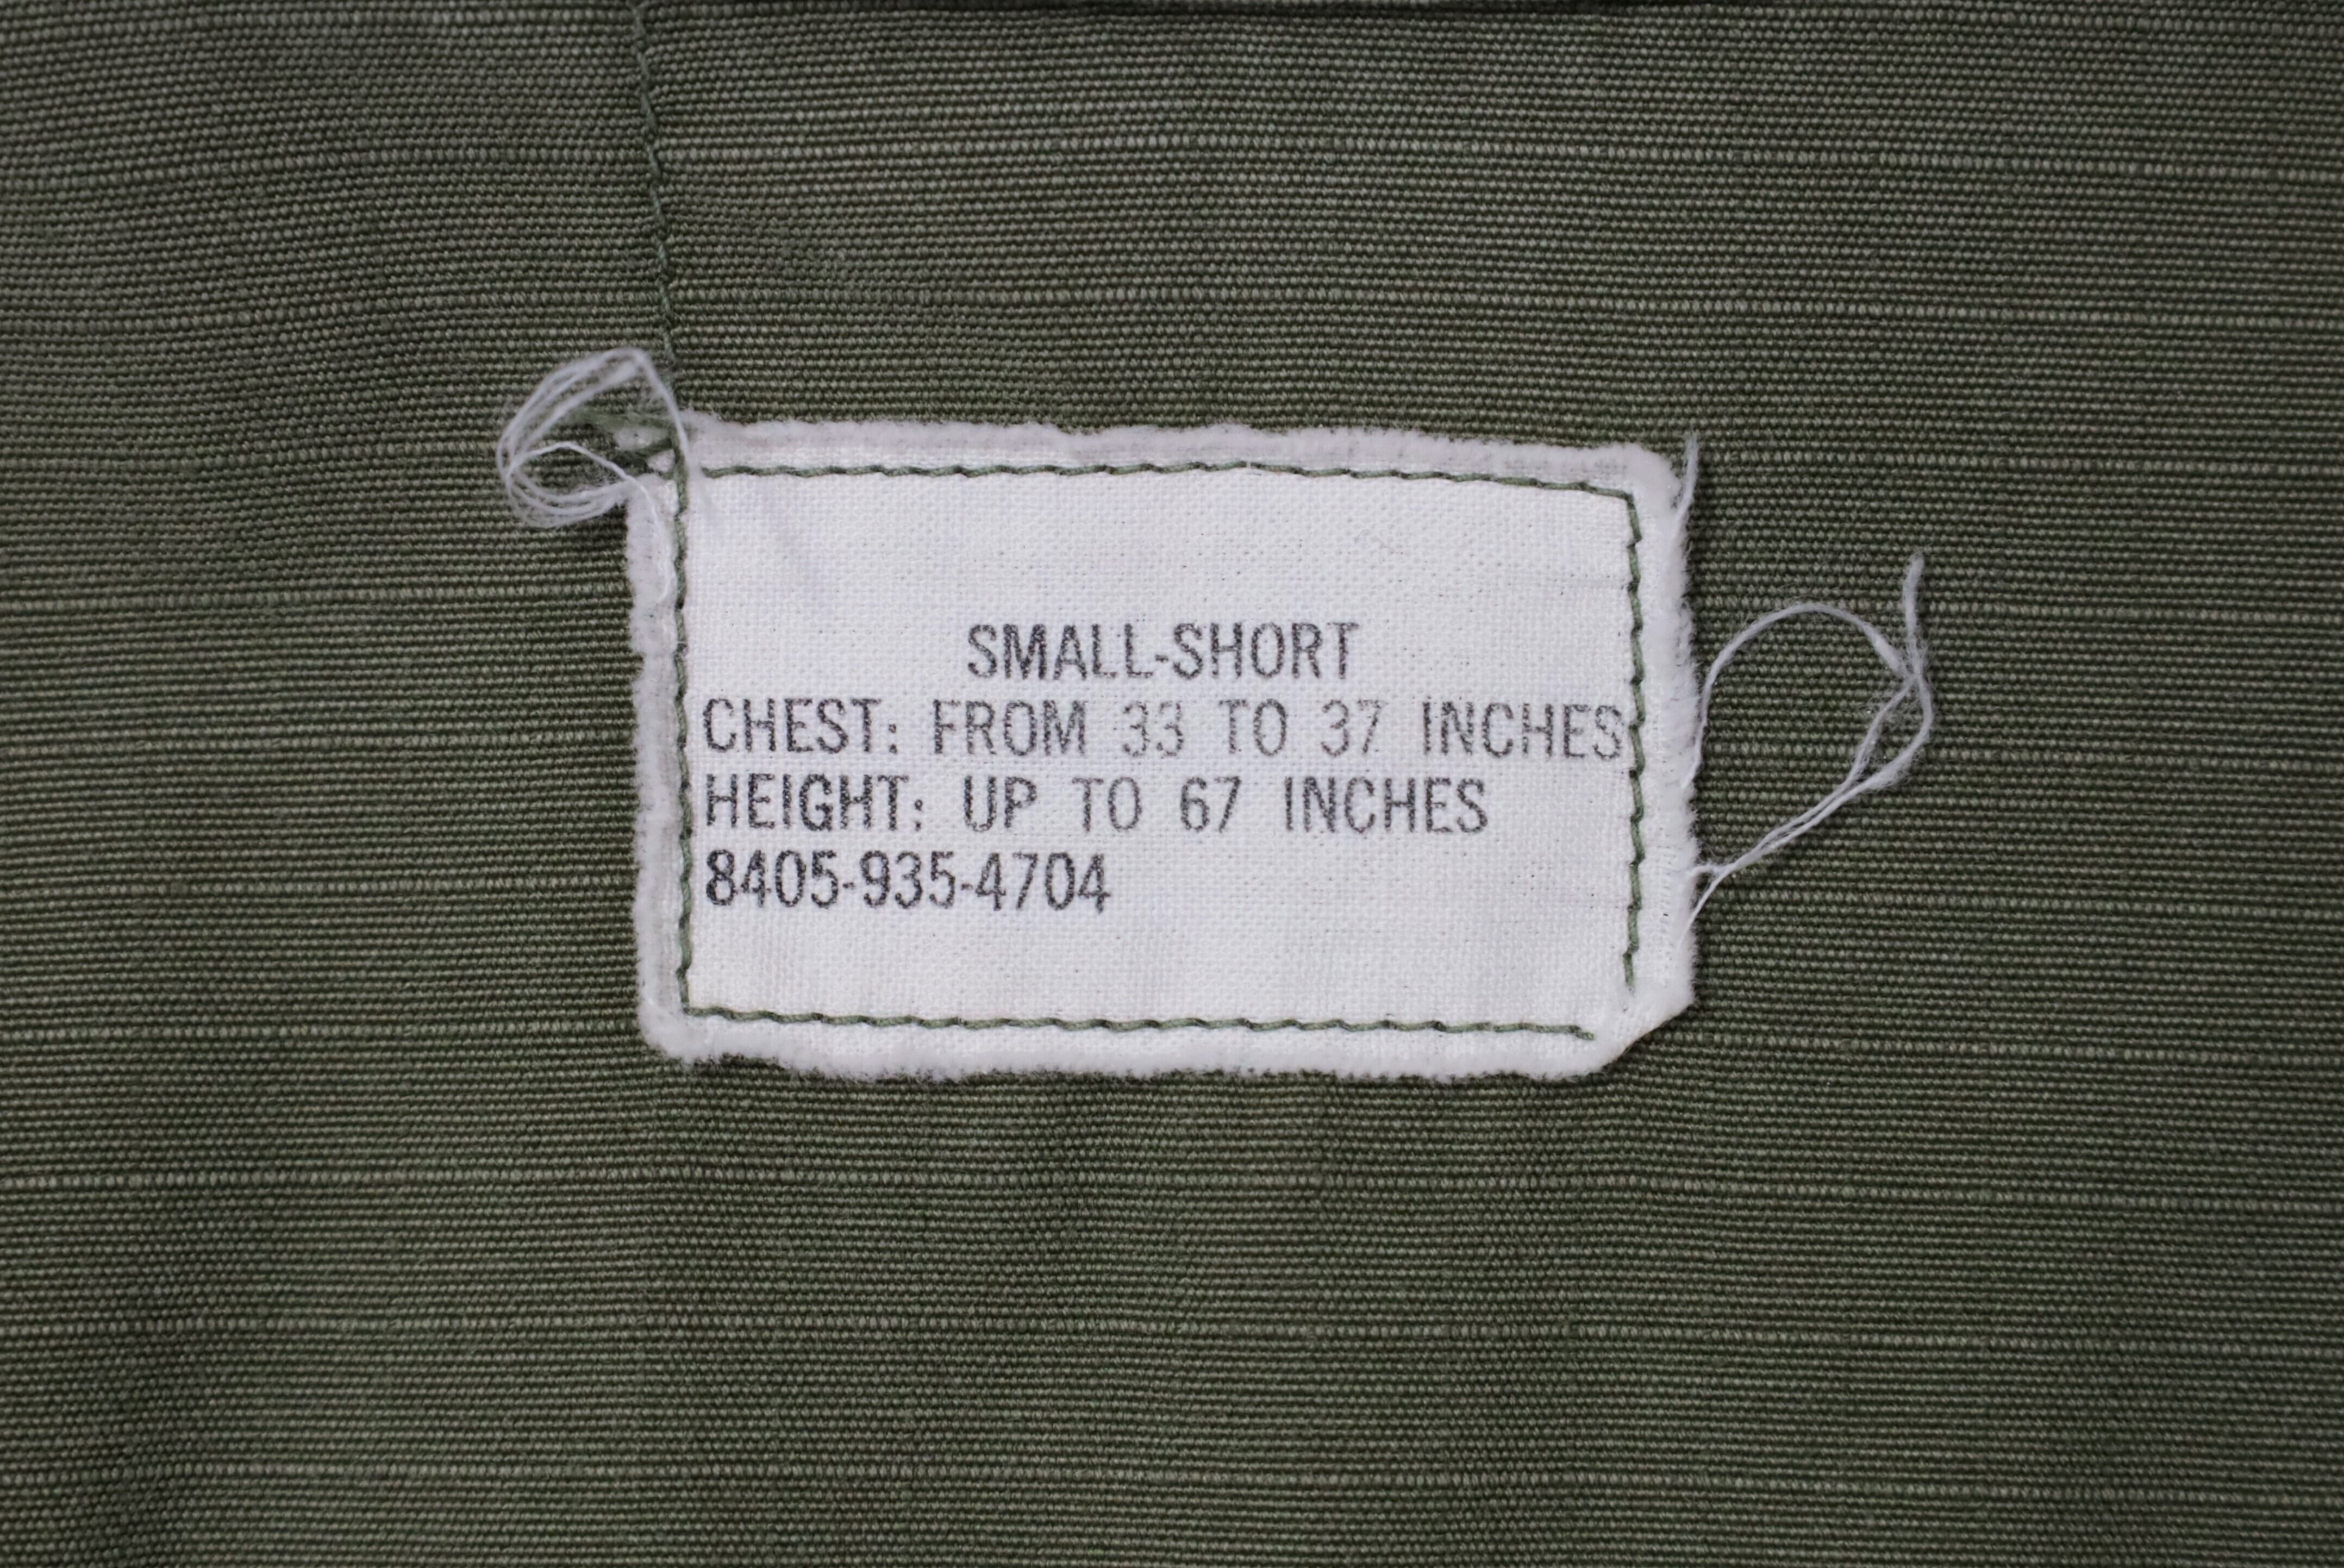 SMALL-SHORT
CHEST: FROM 33 TO 37 INCHES
HEIGHT: UP TO 67 INCHES
8405-935-4704